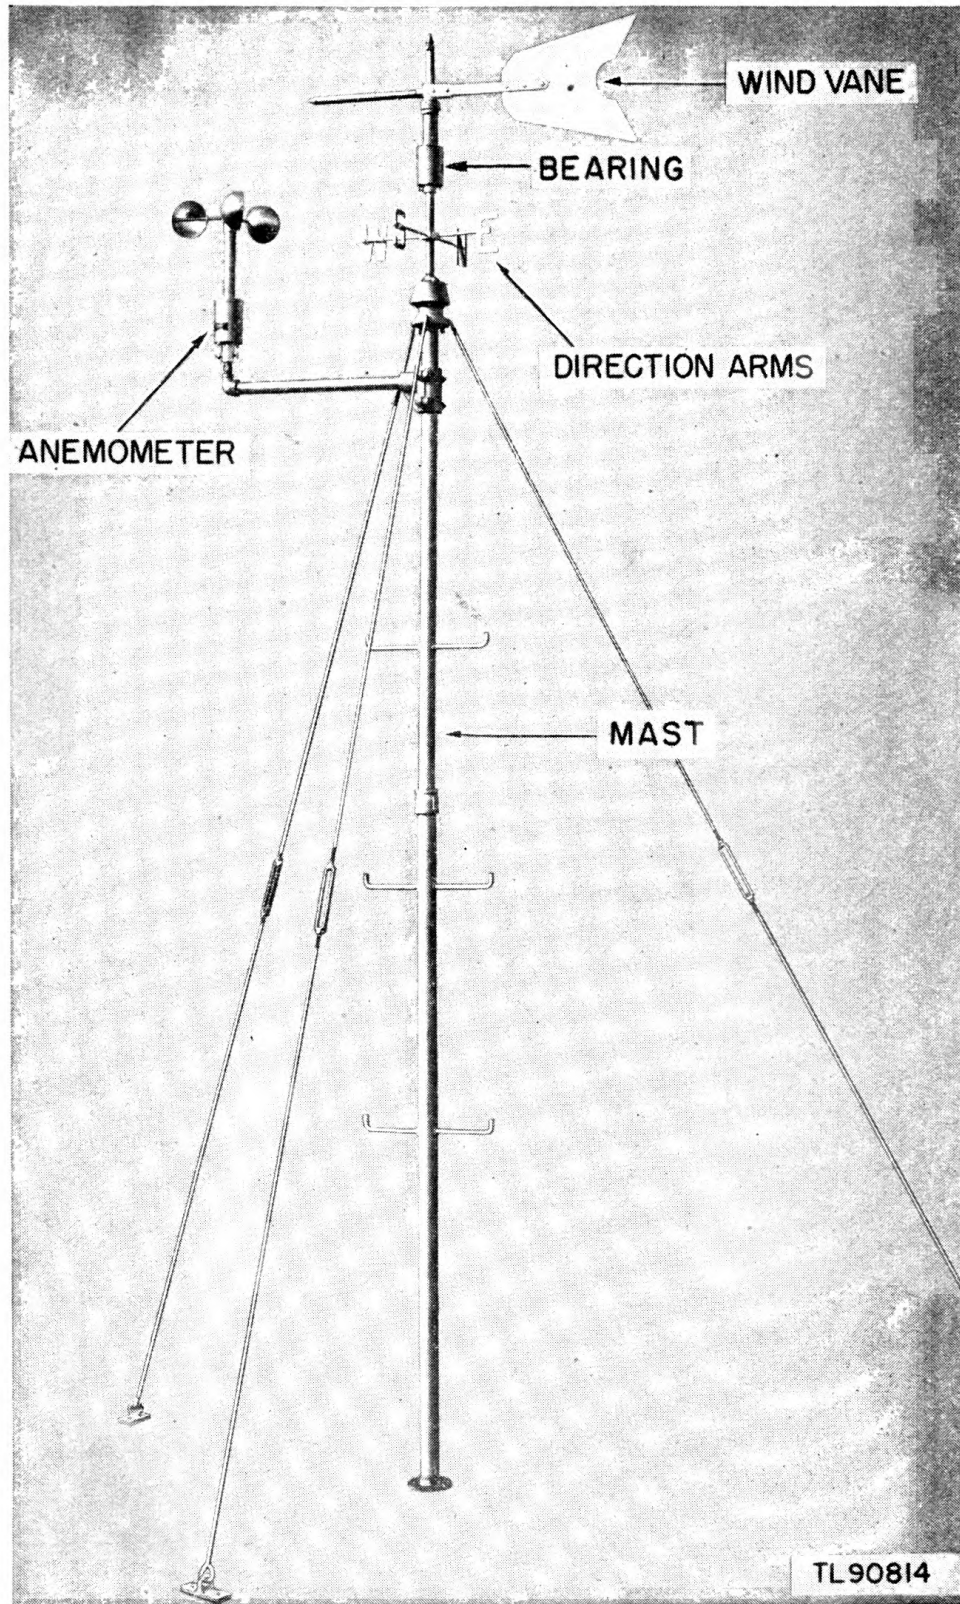 WIND VANE
BEARING
DIRECTION ARMS
ANEMOMETER
MAST
TL90814